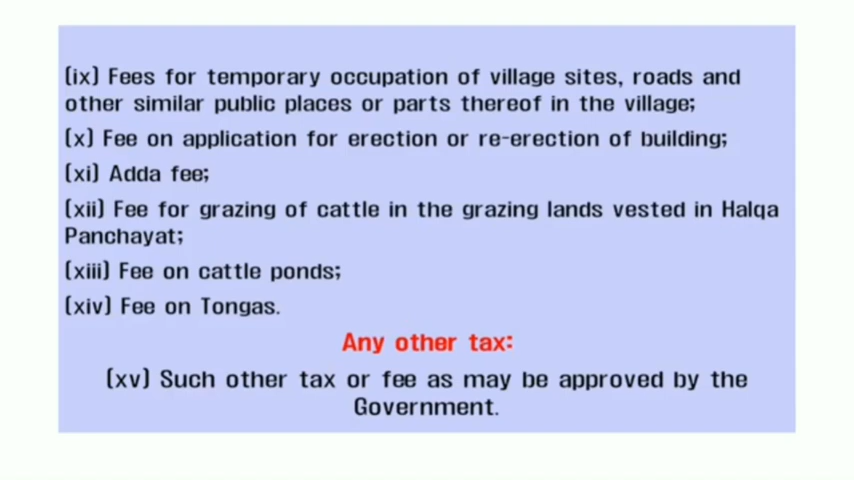 (ix) Fees for temporary occupation of village sites, roads and
other similar public places or parts thereof in the village;
(x) Fee on application for erection or re-erection of building;
(xi) Adda fee;
(xii) Fee for grazing of cattle in the grazing lands vested in Halqa
Panchayat;
(xiii) Fee on cattle ponds;
(xiv) Fee on Tongas.
Any other tax:
(xv) Such other tax or fee as may be approved by the
Government.